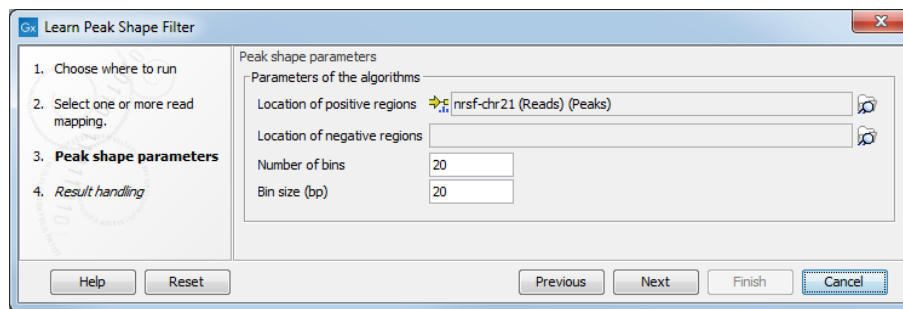 Gx Learn Peak Shape Filter
1. Choose where to run
2. Select one or more read
mapping.
3. Peak shape parameters
4. Result handling
Peak shape parameters
Parameters of the algorithms
Location of positive regions nrsf-chr21 (Reads) (Peaks)
Location of negative regions
Number of bins 20
Bin size (bp) 20
Help Reset Previous Next Finish Cancel